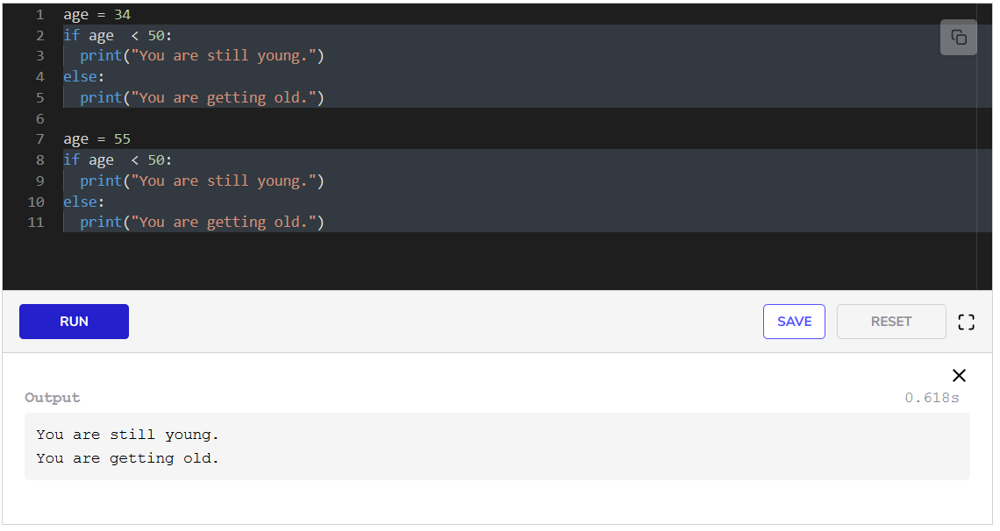 1 age = 34
2 if age  < 50:
3   print("You are still young.")
4 else:
5   print("You are getting old.")
6
7 age = 55
8 if age  < 50:
9   print("You are still young.")
10 else:
11   print("You are getting old.")
RUN SAVE RESET
Output 0.618s
You are still young.
You are getting old.